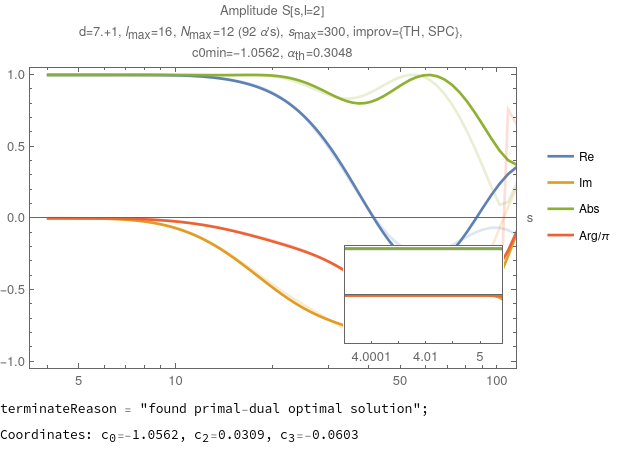 Amplitude S[s,l=2]
d=7.+1, lmax=16, Nmax=12 (92 α's), smax=300, improv={TH, SPC},
c0min=-1.0562, αth=0.3048
1.0
0.5
0.0
-0.5
-1.0
s
Re
Im
Abs
Arg/π
4.0001 4.01 5
5 10 50 100
terminateReason = "found primal-dual optimal solution";
Coordinates: c0=-1.0562, c2=0.0309, c3=-0.0603